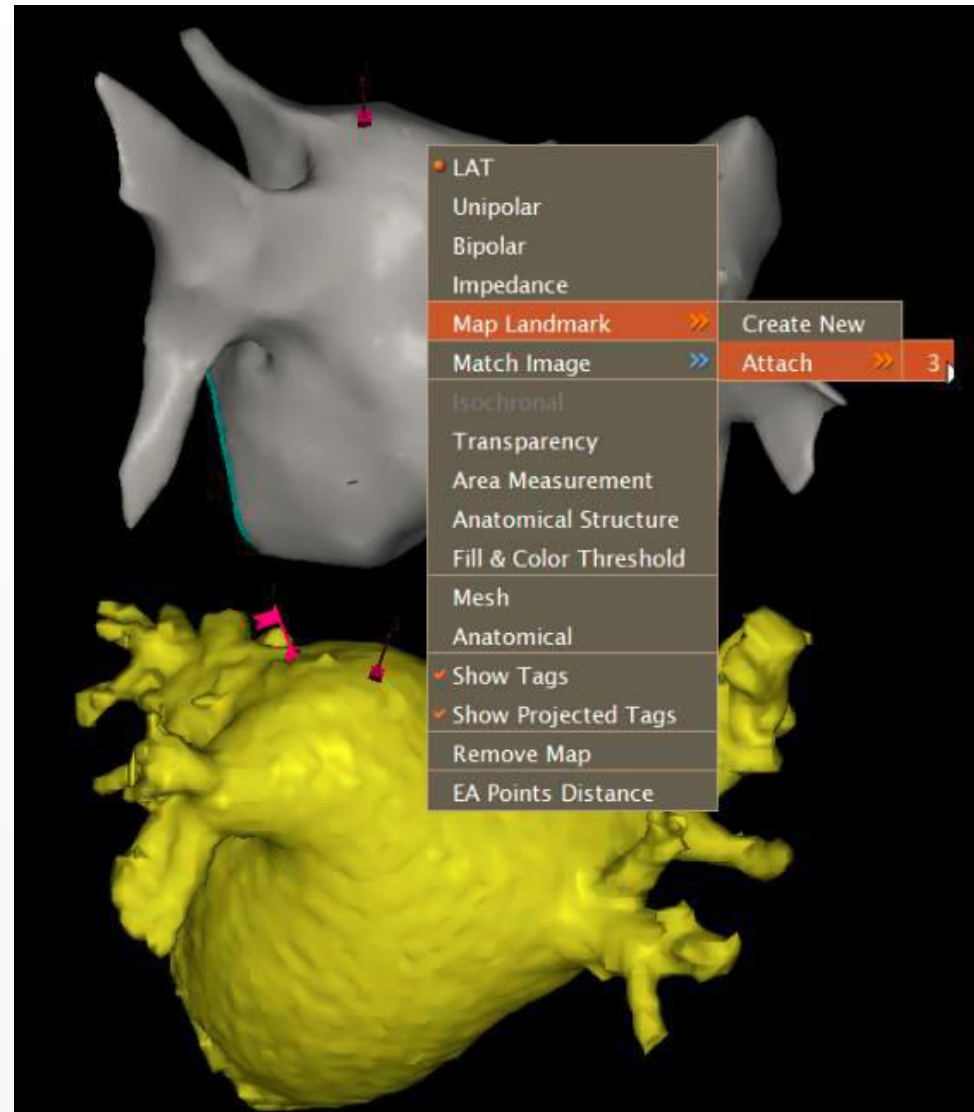 LAT
Unipolar
Bipolar
Impedance
Map Landmark
Create New
Match Image
Attach
3
Isochronal
Transparency
Area Measurement
Anatomical Structure
Fill & Color Threshold
Mesh
Anatomical
3
Show Tags
Show Projected Tags
Remove Map
EA Points Distance